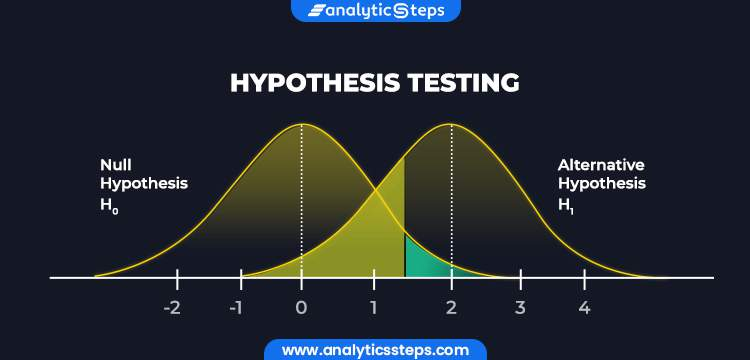 analyticSteps
HYPOTHESIS TESTING
Null
Hypothesis
H₀
Alternative
Hypothesis
H₁
-2 -1 0 1 2 3 4
www.analyticssteps.com